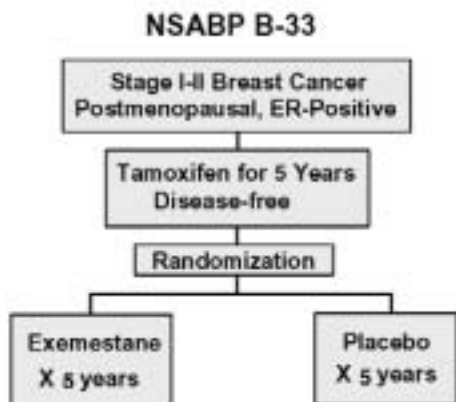 NSABP B-33
Stage I-II Breast Cancer
Postmenopausal, ER-Positive
Tamoxifen for 5 Years
Disease-free
Randomization
Exemestane
X 5 years
Placebo
X 5 years